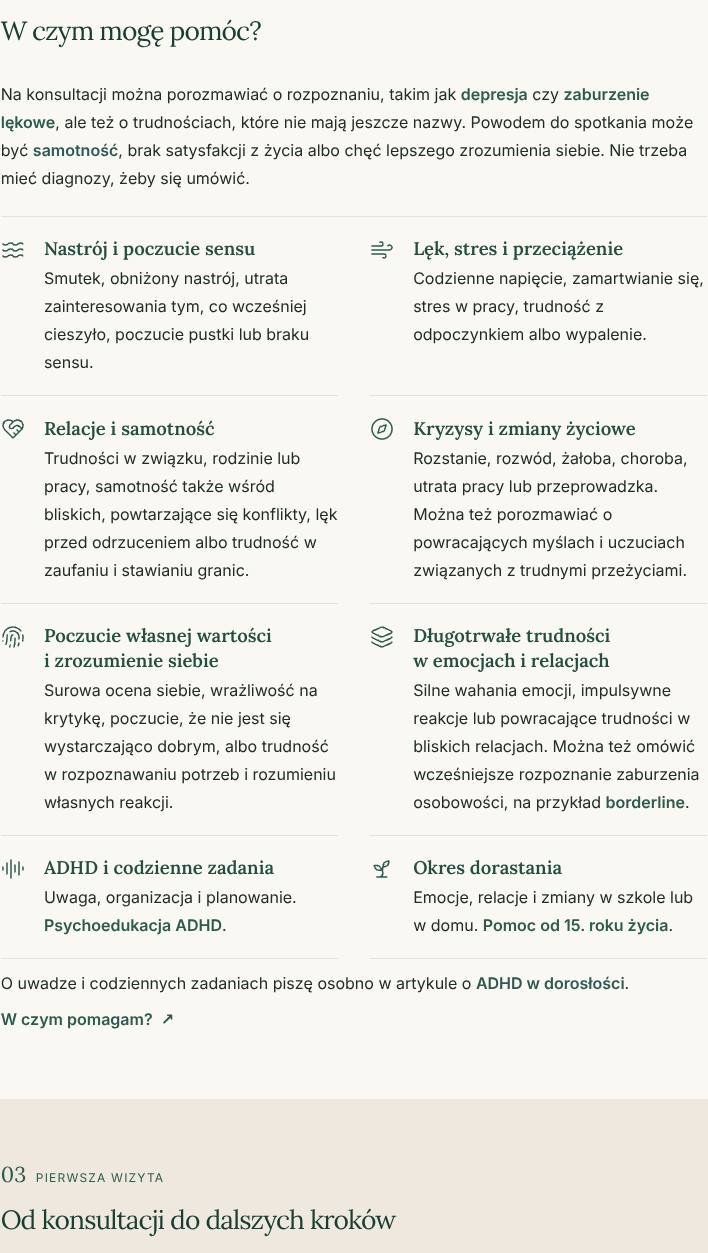 W czym mogę pomóc?
Na konsultacji można porozmawiać o rozpoznaniu, takim jak depresja czy zaburzenie
lękowe, ale też o trudnościach, które nie mają jeszcze nazwy. Powodem do spotkania może
być samotność, brak satysfakcji z życia albo chęć lepszego zrozumienia siebie. Nie trzeba
mieć diagnozy, żeby się umówić.
Nastrój i poczucie sensu
Smutek, obniżony nastrój, utrata
zainteresowania tym, co wcześniej
cieszyło, poczucie pustki lub braku
sensu.
Lęk, stres i przeciążenie
Codzienne napięcie, zamartwianie się,
stres w pracy, trudność z
odpoczynkiem albo wypalenie.
Relacje i samotność
Trudności w związku, rodzinie lub
pracy, samotność także wśród
bliskich, powtarzające się konflikty, lęk
przed odrzuceniem albo trudność w
zaufaniu i stawianiu granic.
Kryzysy i zmiany życiowe
Rozstanie, rozwód, żałoba, choroba,
utrata pracy lub przeprowadzka.
Można też porozmawiać o
powracających myślach i uczuciach
związanych z trudnymi przeżyciami.
Poczucie własnej wartości
i zrozumienie siebie
Surowa ocena siebie, wrażliwość na
krytykę, poczucie, że nie jest się
wystarczająco dobrym, albo trudność
w rozpoznawaniu potrzeb i rozumieniu
własnych reakcji.
Długotrwałe trudności
w emocjach i relacjach
Silne wahania emocji, impulsywne
reakcje lub powracające trudności w
bliskich relacjach. Można też omówić
wcześniejsze rozpoznanie zaburzenia
osobowości, na przykład borderline.
ADHD i codzienne zadania
Uwaga, organizacja i planowanie.
Psychoedukacja ADHD.
Okres dorastania
Emocje, relacje i zmiany w szkole lub
w domu. Pomoc od 15. roku życia.
O uwadze i codziennych zadaniach piszę osobno w artykule o ADHD w dorosłości.
W czym pomagam? ↗
03 PIERWSZA WIZYTA
Od konsultacji do dalszych kroków